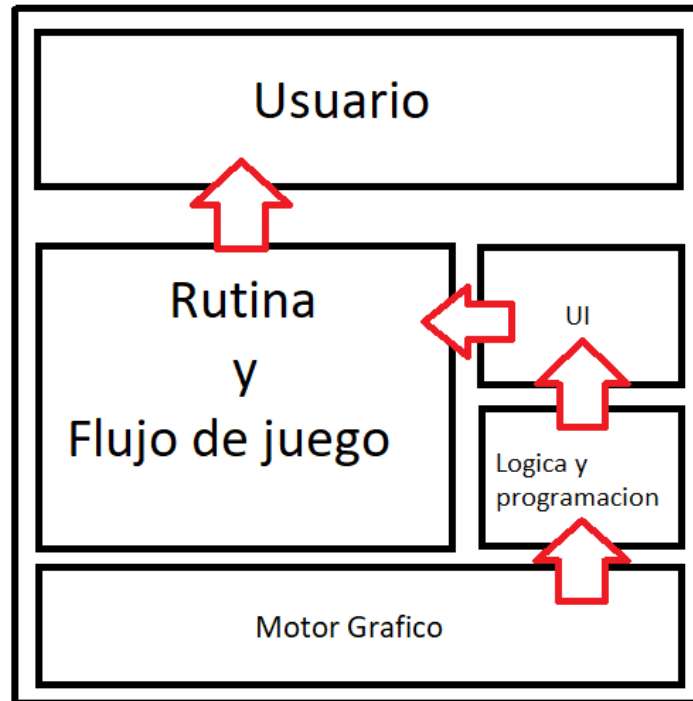 Usuario
Rutina
y
Flujo de juego
UI
Logica y
programacion
Motor Grafico